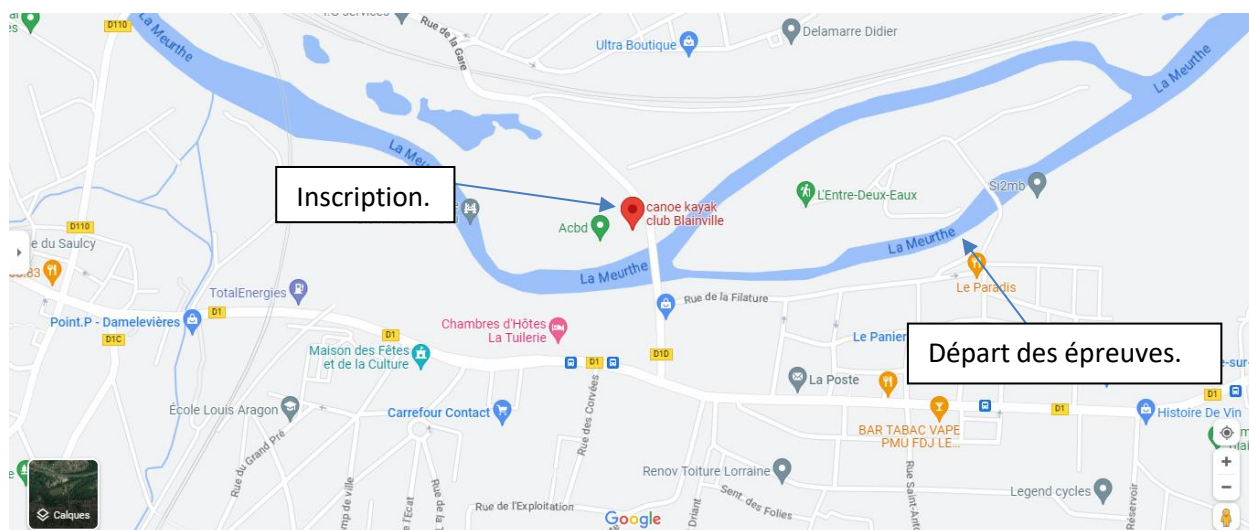 D110
La Meurthe
Rue de la Gare
Ultra Boutique
Delamarre Didier
La Meurthe
Inscription.
canoe kayak
club Blainville
Acbd
L'Entre-Deux-Eaux
Si2mb
La Meurthe
La Meurthe
D110
e du Saulcy
Le Paradis
TotalEnergies
Rue de la Filature
Point.P - Damelevières
D1
D1C
Chambres d'Hôtes
La Tuilerie
D1
Maison des Fêtes
et de la Culture
D1
D1D
Le Panier
Départ des épreuves.
La Poste
École Louis Aragon
Carrefour Contact
Rue des Corvées
D1
D1
Histoire De Vin
BAR TABAC VAPE
PMU FDJ LE...
Rue du Grand Pré
Renov Toiture Lorraine
Sent. des Folies
Legend cycles
Rue de l'Exploitation
Driant
Rue Saint-Anto
Réservoir
Calques
Google